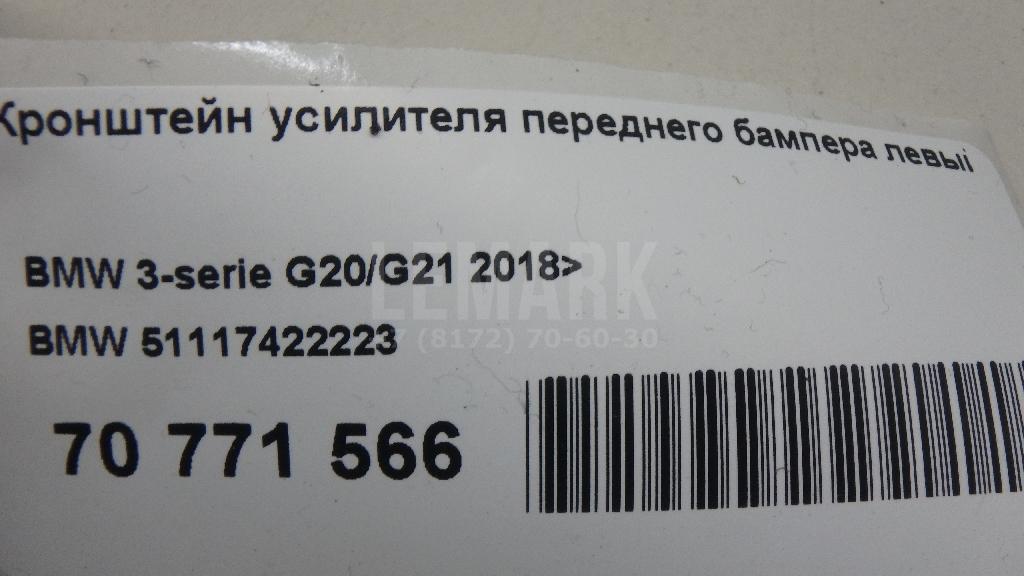 Кронштейн усилителя переднего бампера левый
BMW 3-serie G20/G21 2018>
LEMARK
BMW 51117422223
+7 (8172) 70-60-30
70 771 566